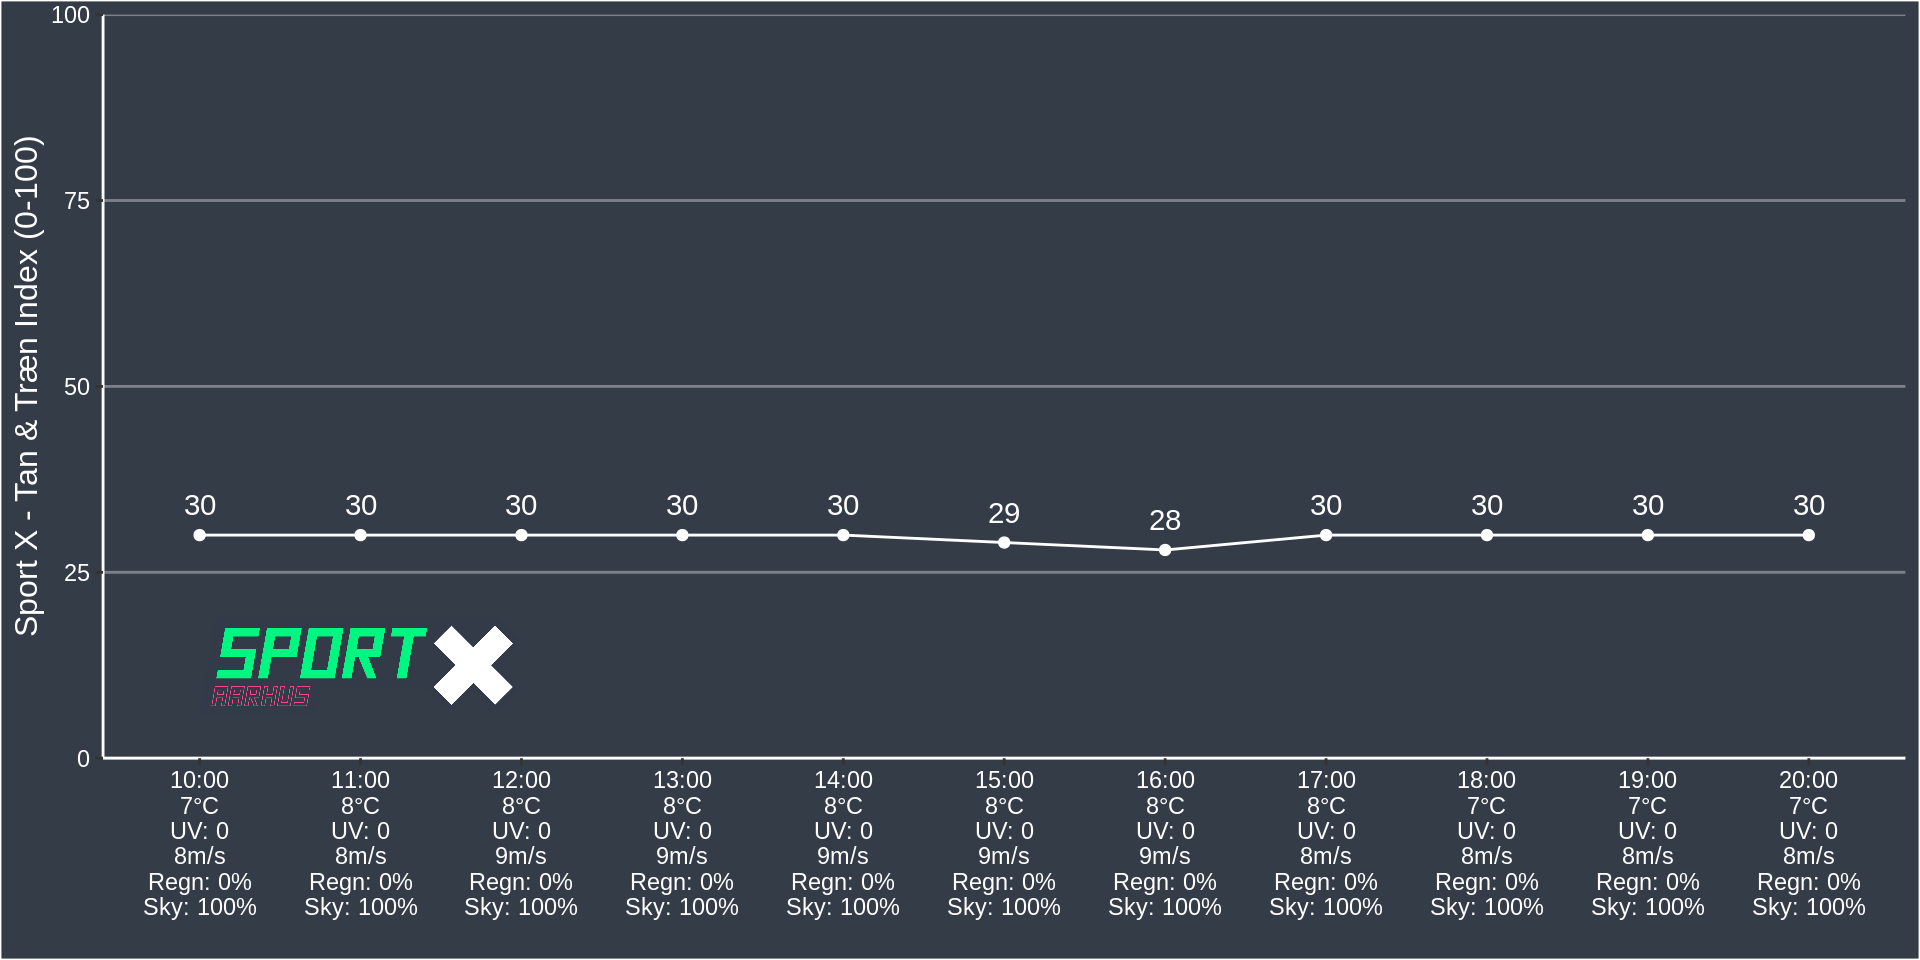 100
75
50
25
0
Sport X - Tan & Træn Index (0-100)
30 30 30 30 30 29 28 30 30 30 30
SPORT X
AARHUS
10:00 11:00 12:00 13:00 14:00 15:00 16:00 17:00 18:00 19:00 20:00
7°C 8°C 8°C 8°C 8°C 8°C 8°C 8°C 7°C 7°C 7°C
UV: 0 UV: 0 UV: 0 UV: 0 UV: 0 UV: 0 UV: 0 UV: 0 UV: 0 UV: 0 UV: 0
8m/s 8m/s 9m/s 9m/s 9m/s 9m/s 9m/s 8m/s 8m/s 8m/s 8m/s
Regn: 0% Regn: 0% Regn: 0% Regn: 0% Regn: 0% Regn: 0% Regn: 0% Regn: 0% Regn: 0% Regn: 0% Regn: 0%
Sky: 100% Sky: 100% Sky: 100% Sky: 100% Sky: 100% Sky: 100% Sky: 100% Sky: 100% Sky: 100% Sky: 100% Sky: 100%